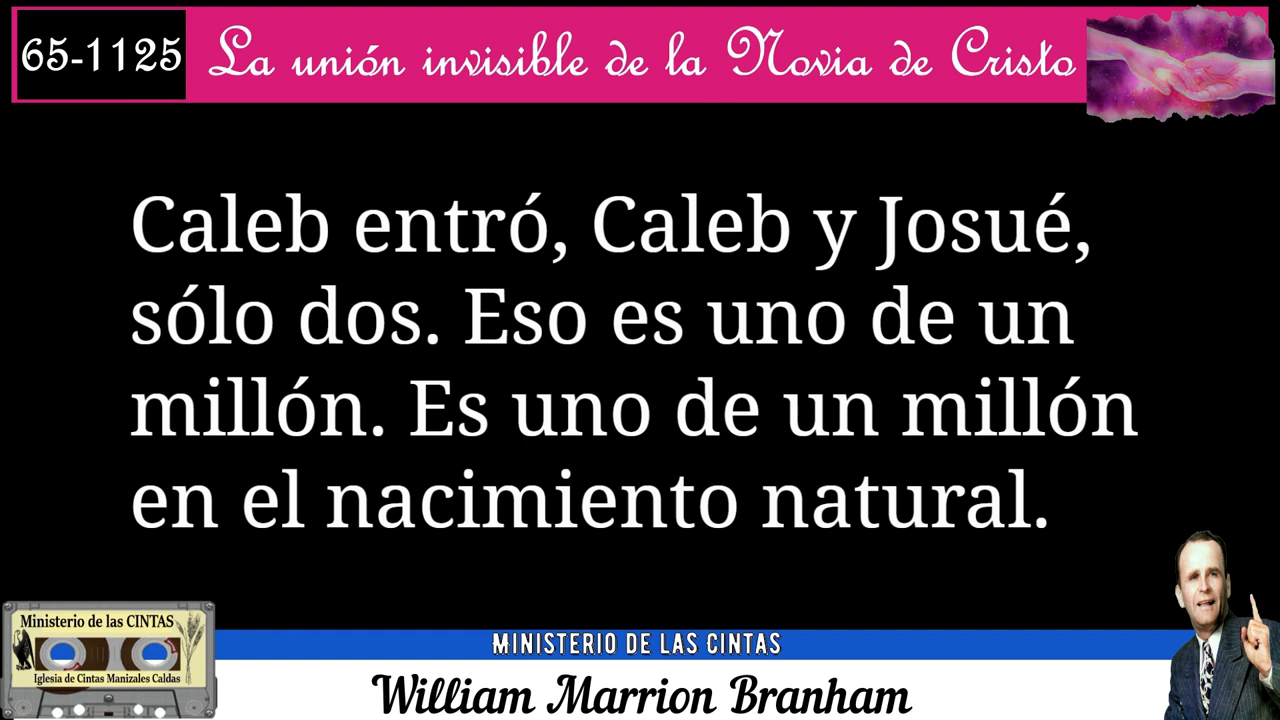 65-1125 La unión invisible de la Novia de Cristo
Caleb entró, Caleb y Josué,
sólo dos. Eso es uno de un
millón. Es uno de un millón
en el nacimiento natural.
Ministerio de las CINTAS
Iglesia de Cintas Manizales Caldas
MINISTERIO DE LAS CINTAS
William Marrion Branham